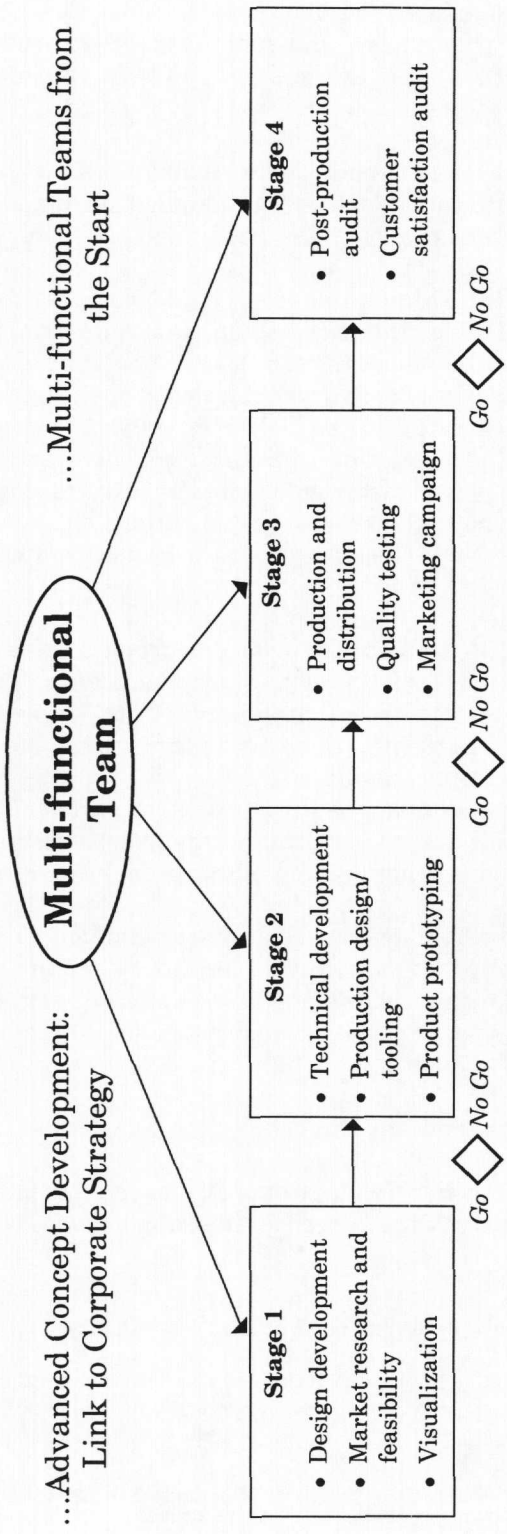 ....Advanced Concept Development:
Link to Corporate Strategy
Multi-functional
Team
...Multi-functional Teams from
the Start
Stage 1
• Design development
• Market research and
feasibility
• Visualization
Go No Go
Stage 2
• Technical development
• Production design/
tooling
• Product prototyping
Go No Go
Stage 3
• Production and
distribution
• Quality testing
• Marketing campaign
Go No Go
Stage 4
• Post-production
audit
• Customer
satisfaction audit